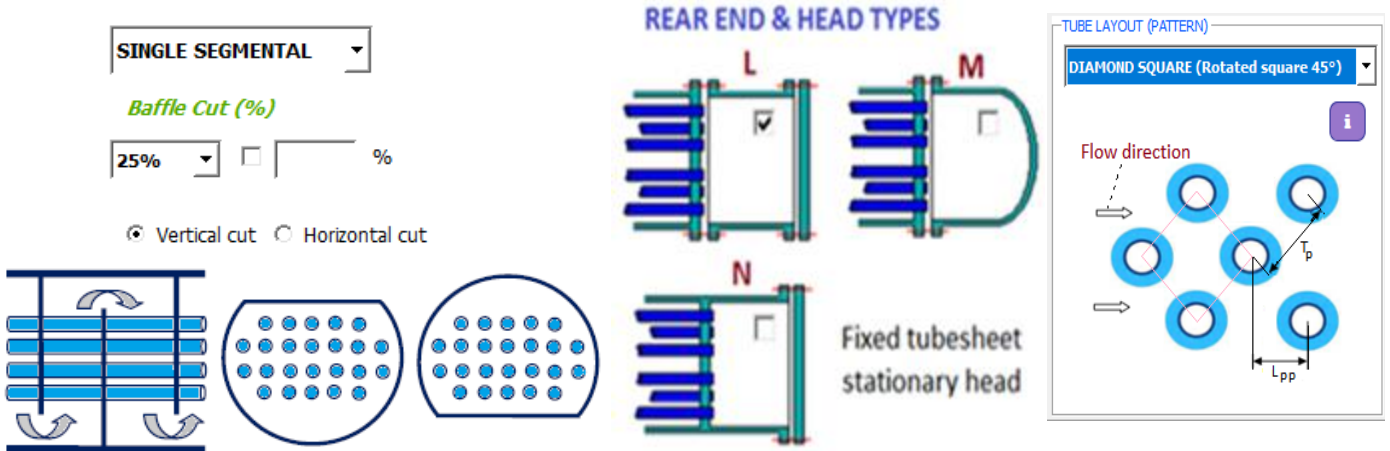 SINGLE SEGMENTAL
Baffle Cut (%)
25%
%
Vertical cut
Horizontal cut
REAR END & HEAD TYPES
L
M
N
Fixed tubesheet
stationary head
TUBE LAYOUT (PATTERN)
DIAMOND SQUARE (Rotated square 45°)
i
Flow direction
Tp
Lpp